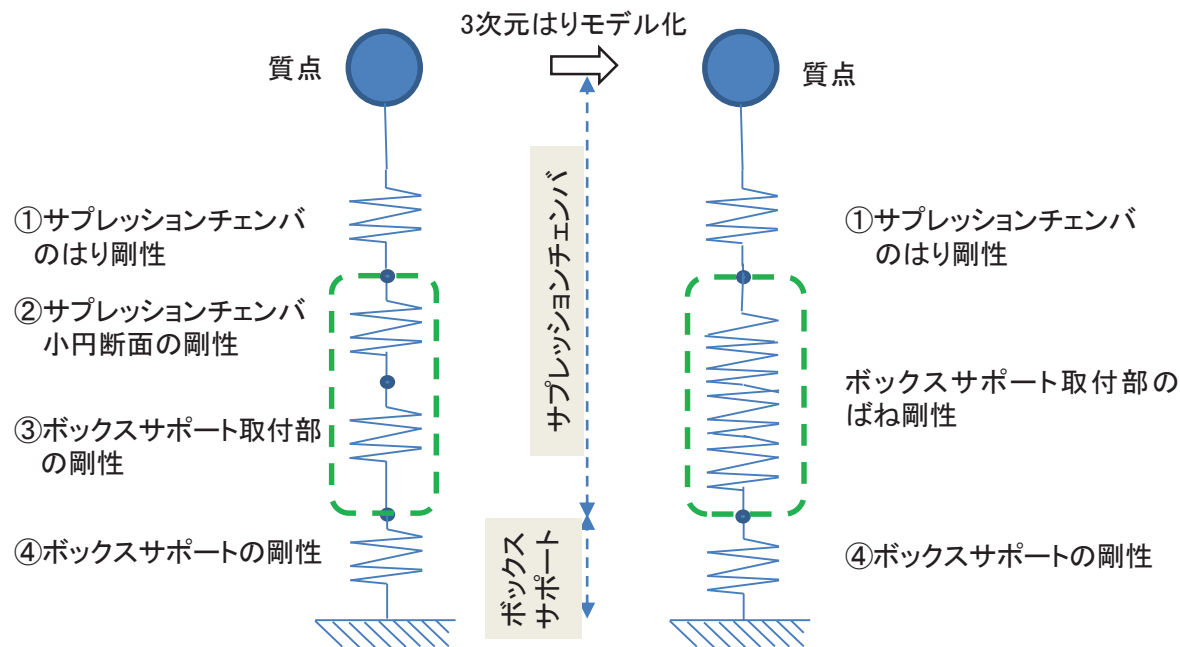 3次元はりモデル化
質点
質点
①サプレッションチェンバ
のはり剛性
②サプレッションチェンバ
小円断面の剛性
③ボックスサポート取付部
の剛性
④ボックスサポートの剛性
サプレッションチェンバ
ボックス
サポート
①サプレッションチェンバ
のはり剛性
ボックスサポート取付部の
ばね剛性
④ボックスサポートの剛性